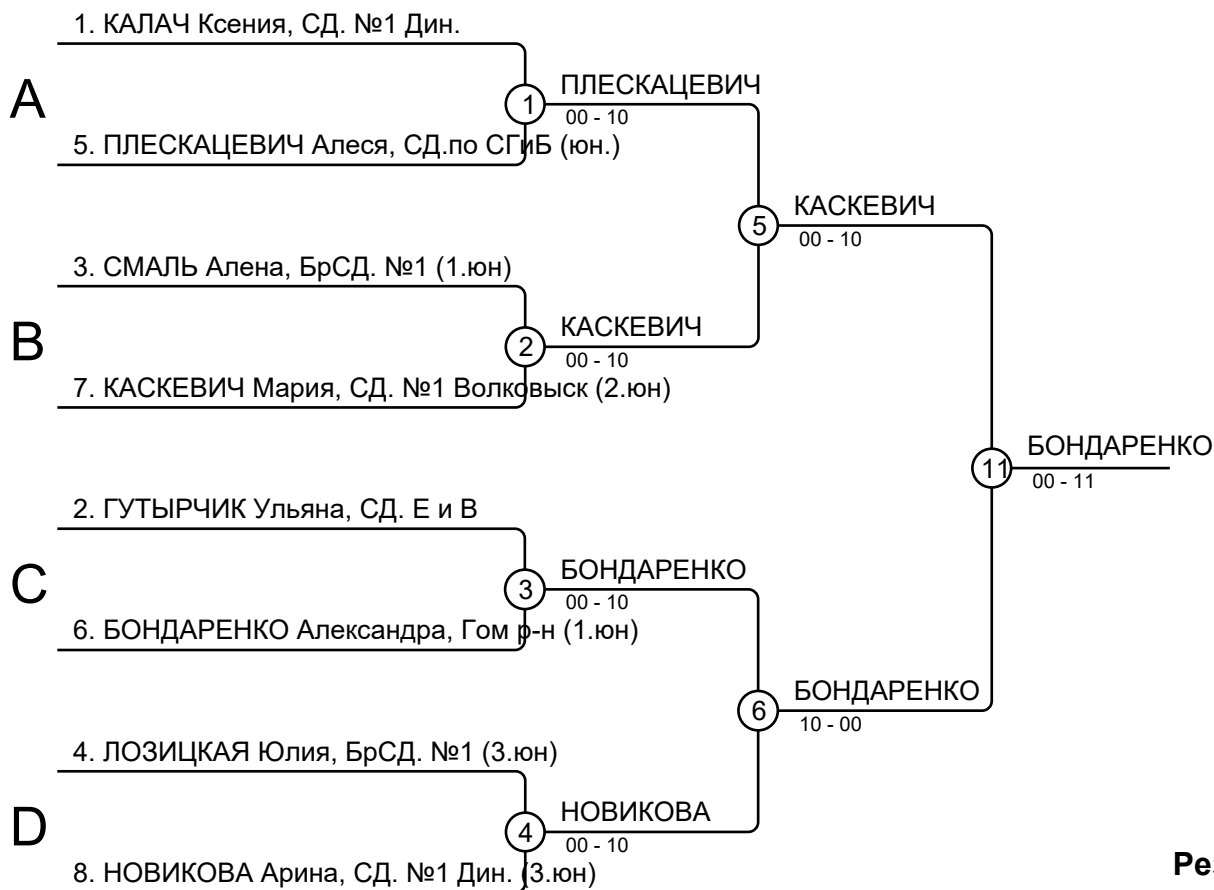 1. КАЛАЧ Ксения, СД. №1 Дин.
A
1
ПЛЕСКАЦЕВИЧ
00 - 10
5. ПЛЕСКАЦЕВИЧ Алеся, СД.по СГиБ (юн.)
5
КАСКЕВИЧ
00 - 10
3. СМАЛЬ Алена, БрСД. №1 (1.юн)
B
2
КАСКЕВИЧ
00 - 10
7. КАСКЕВИЧ Мария, СД. №1 Волковыск (2.юн)
11
БОНДАРЕНКО
00 - 11
2. ГУТЫРЧИК Ульяна, СД. Е и В
C
3
БОНДАРЕНКО
00 - 10
6. БОНДАРЕНКО Александра, Гом р-н (1.юн)
6
БОНДАРЕНКО
10 - 00
4. ЛОЗИЦКАЯ Юлия, БрСД. №1 (3.юн)
D
4
НОВИКОВА
00 - 10
8. НОВИКОВА Арина, СД. №1 Дин. (3.юн)